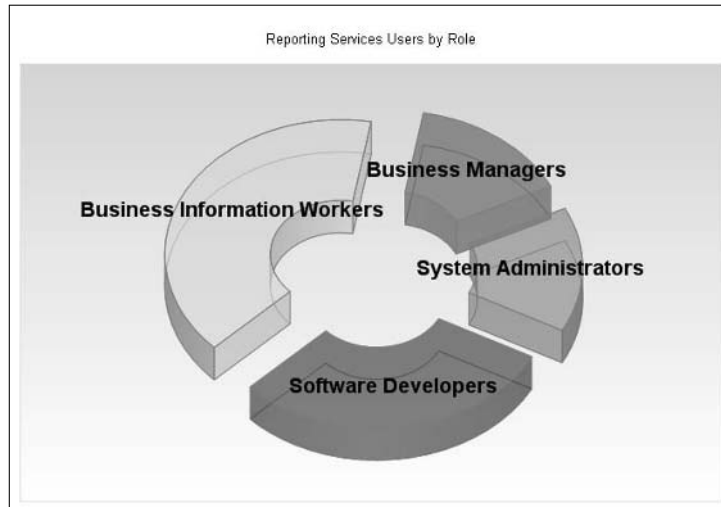 Reporting Services Users by Role
Business Managers
Business Information Workers
System Administrators
Software Developers